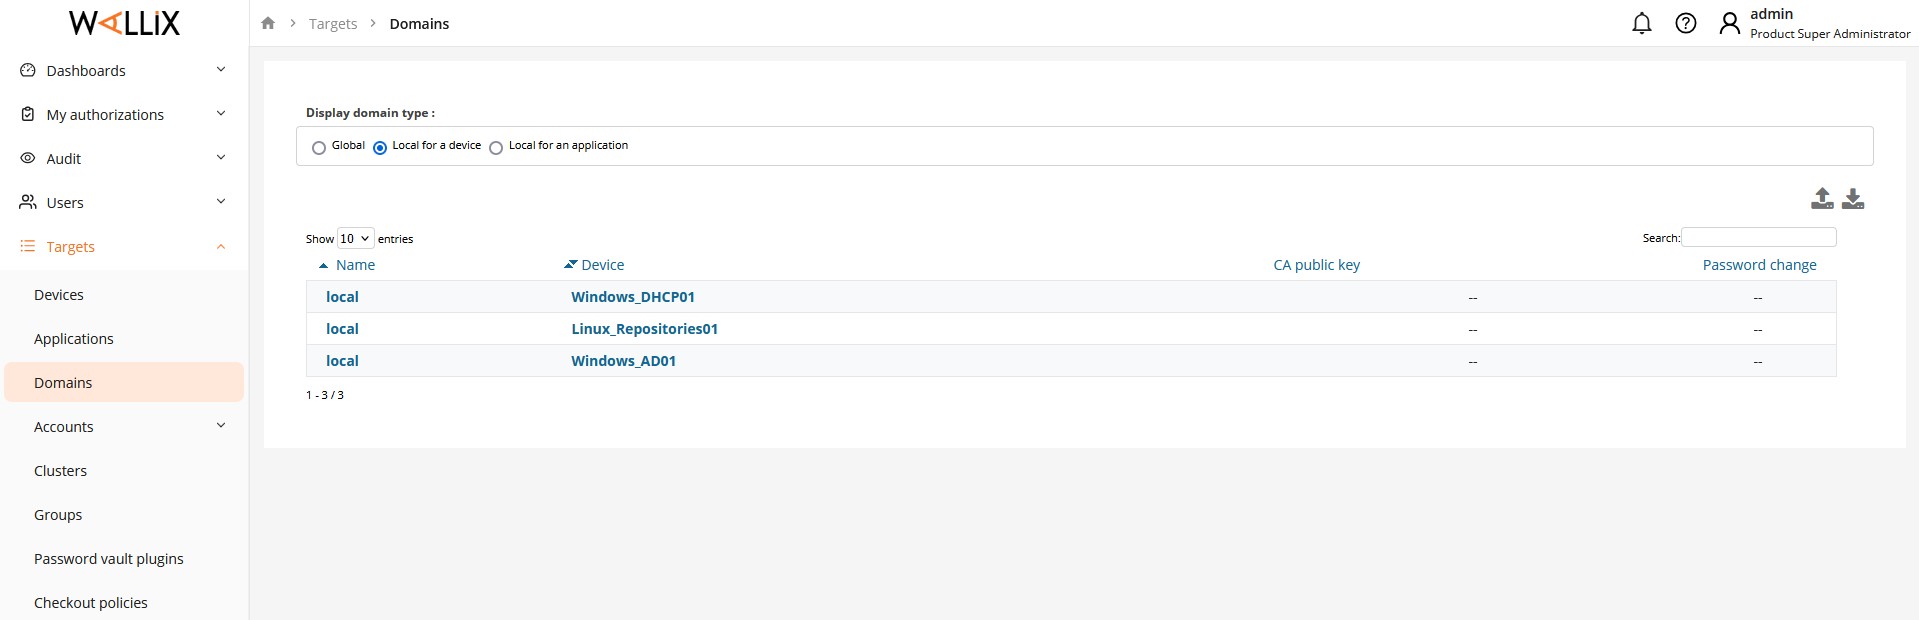 WALLIX
Targets
Domains
admin
Product Super Administrator
Dashboards
My authorizations
Audit
Users
Targets
Devices
Applications
Domains
Accounts
Clusters
Groups
Password vault plugins
Checkout policies
Display domain type :
Global Local for a device Local for an application
Show 10 entries
Search:
Name Device CA public key Password change
local Windows_DHCP01 -- --
local Linux_Repositories01 -- --
local Windows_AD01 -- --
1 - 3 / 3